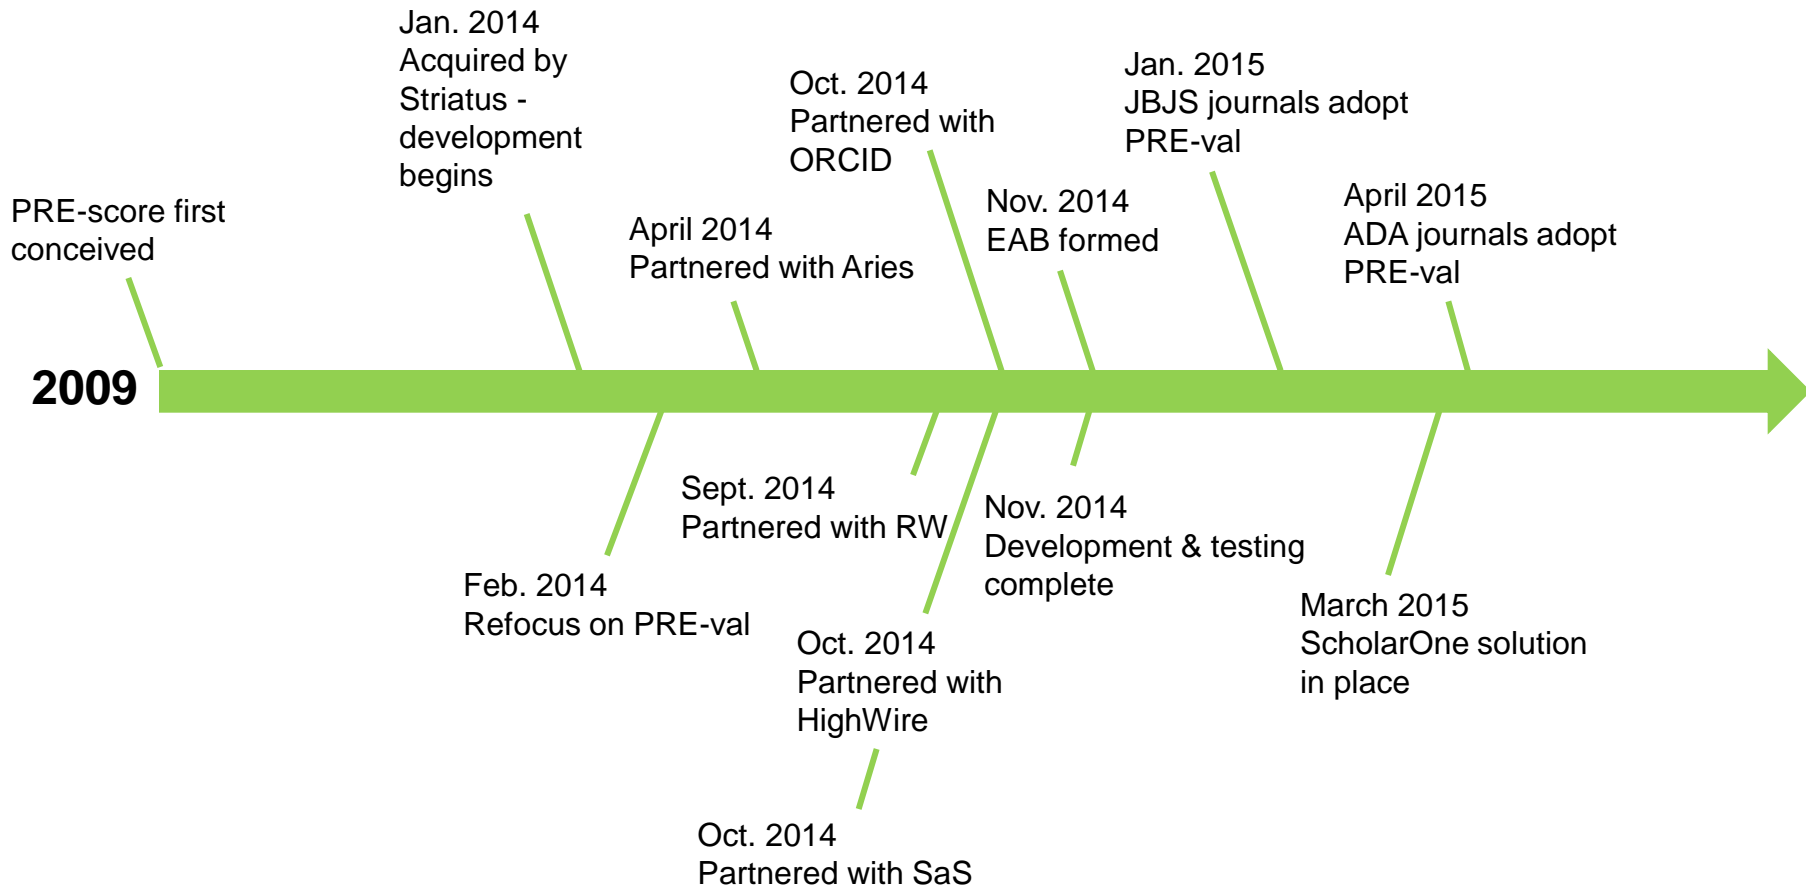 Jan. 2014
Acquired by
Striatus -
development
begins
Oct. 2014
Partnered with
ORCID
Jan. 2015
JBJS journals adopt
PRE-val
PRE-score first
conceived
April 2014
Partnered with Aries
Nov. 2014
EAB formed
April 2015
ADA journals adopt
PRE-val
2009
Sept. 2014
Partnered with RW
Nov. 2014
Development & testing
complete
Feb. 2014
Refocus on PRE-val
Oct. 2014
Partnered with
HighWire
March 2015
ScholarOne solution
in place
Oct. 2014
Partnered with SaS